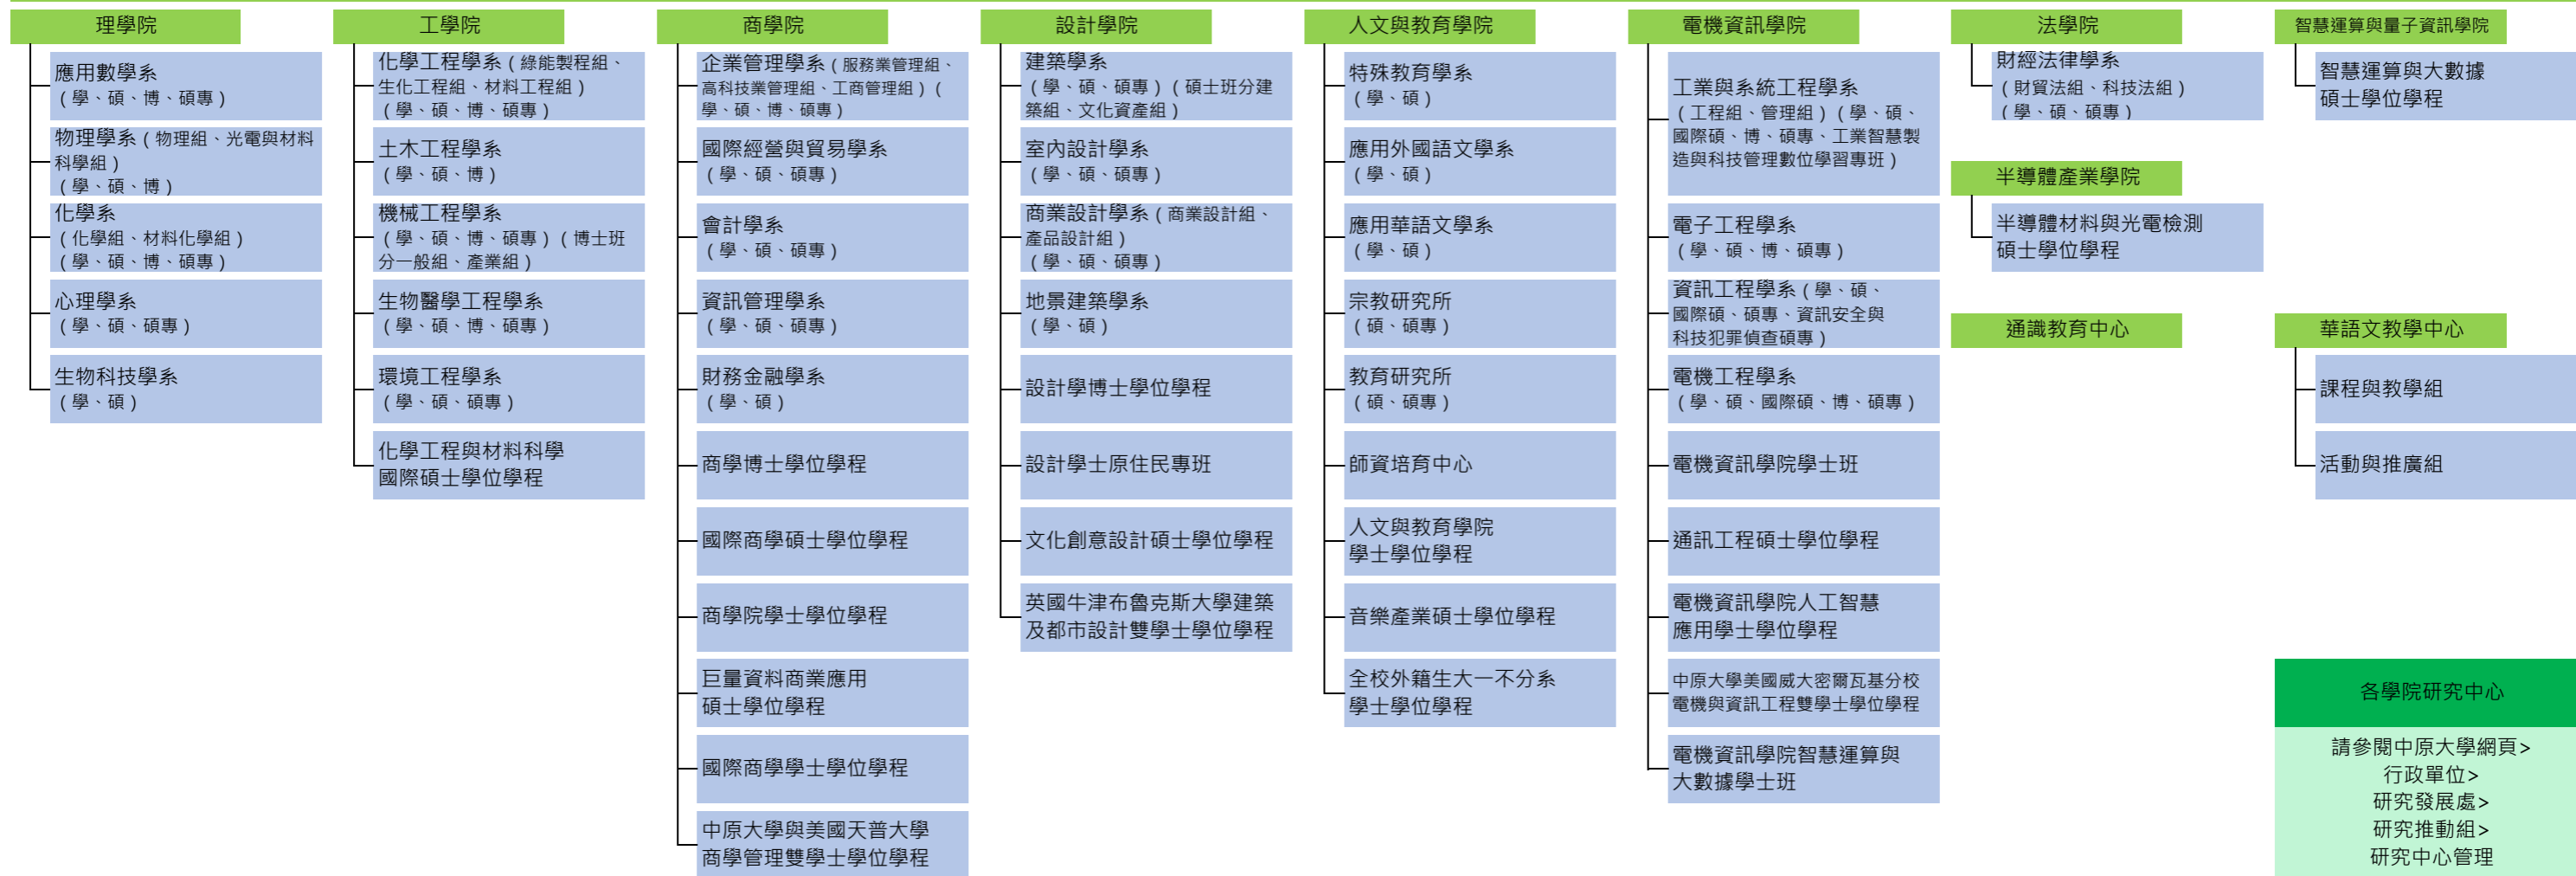 理學院
應用數學系
(學、碩、博、碩專)
物理學系(物理組、光電與材料
科學組)
(學、碩、博)
化學系
(化學組、材料化學組)
(學、碩、博、碩專)
心理學系
(學、碩、碩專)
生物科技學系
(學、碩)
工學院
化學工程學系(綠能製程組、
生化工程組、材料工程組)
(學、碩、博、碩專)
土木工程學系
(學、碩、博)
機械工程學系
(學、碩、博、碩專)(博士班
分一般組、產業組)
生物醫學工程學系
(學、碩、博、碩專)
環境工程學系
(學、碩、碩專)
化學工程與材料科學
國際碩士學位學程
商學院
企業管理學系(服務業管理組、
高科技業管理組、工商管理組)(
學、碩、博、碩專)
國際經營與貿易學系
(學、碩、碩專)
會計學系
(學、碩、碩專)
資訊管理學系
(學、碩、碩專)
財務金融學系
(學、碩)
商學博士學位學程
國際商學碩士學位學程
商學院學士學位學程
巨量資料商業應用
碩士學位學程
國際商學學士學位學程
中原大學與美國天普大學
商學管理雙學士學位學程
設計學院
建築學系
(學、碩、碩專)(碩士班分建
築組、文化資產組)
室內設計學系
(學、碩、碩專)
商業設計學系(商業設計組、
產品設計組)
(學、碩、碩專)
地景建築學系
(學、碩)
設計學博士學位學程
設計學士原住民專班
文化創意設計碩士學位學程
英國牛津布魯克斯大學建築
及都市設計雙學士學位學程
人文與教育學院
特殊教育學系
(學、碩)
應用外國語文學系
(學、碩)
應用華語文學系
(學、碩)
宗教研究所
(碩、碩專)
教育研究所
(碩、碩專)
師資培育中心
人文與教育學院
學士學位學程
音樂產業碩士學位學程
全校外籍生大一不分系
學士學位學程
電機資訊學院
工業與系統工程學系
(工程組、管理組)(學、碩、
國際碩、博、碩專、工業智慧製
造與科技管理數位學習專班)
電子工程學系
(學、碩、博、碩專)
資訊工程學系(學、碩、
國際碩、碩專、資訊安全與
科技犯罪偵查碩專)
電機工程學系
(學、碩、國際碩、博、碩專)
電機資訊學院學士班
通訊工程碩士學位學程
電機資訊學院人工智慧
應用學士學位學程
中原大學美國威大密爾瓦基分校
電機與資訊工程雙學士學位學程
電機資訊學院智慧運算與
大數據學士班
法學院
財經法律學系
(財貿法組、科技法組)
(學、碩、碩專)
半導體產業學院
半導體材料與光電檢測
碩士學位學程
通識教育中心
智慧運算與量子資訊學院
智慧運算與大數據
碩士學位學程
華語文教學中心
課程與教學組
活動與推廣組
各學院研究中心
請參閱中原大學網頁>
行政單位>
研究發展處>
研究推動組>
研究中心管理